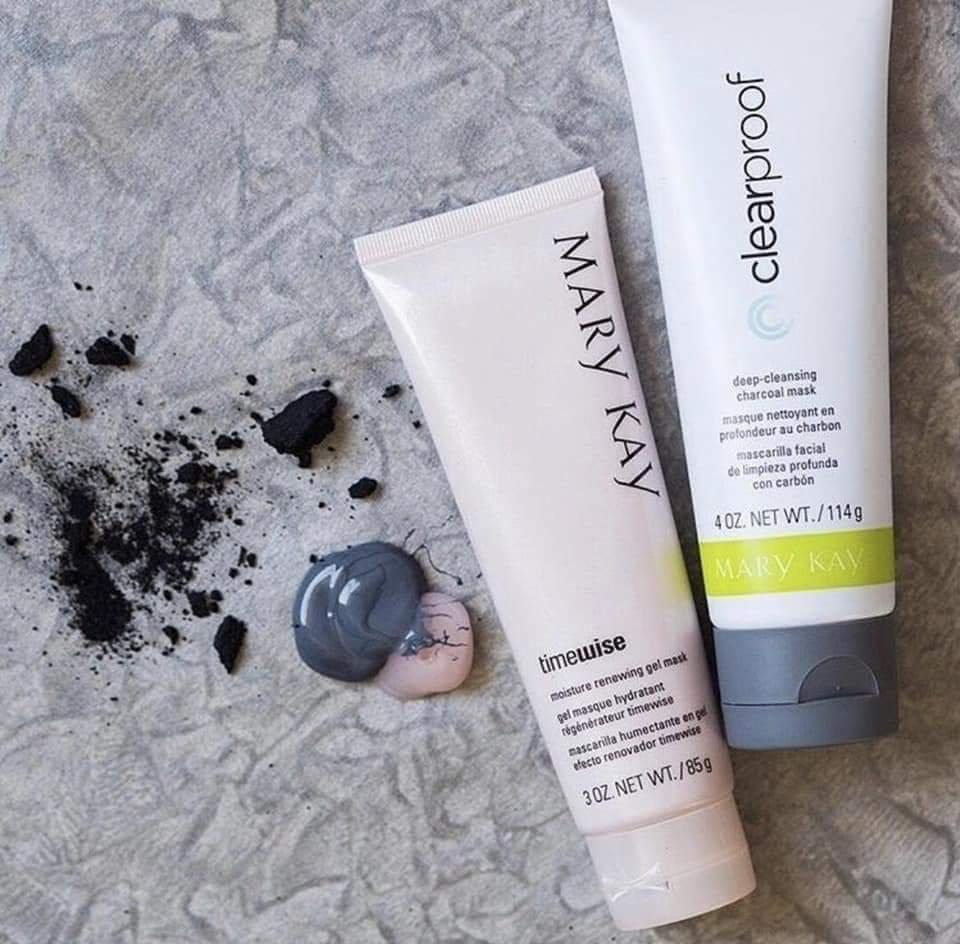 MARY KAY
timewise
moisture renewing gel mask
gel masque hydratant
régénérateur timewise
mascarilla humectante en gel
efecto renovador timewise
3 OZ. NET WT. / 85 g
clearproof
deep-cleansing
charcoal mask
masque nettoyant en
profondeur au charbon
mascarilla facial
de limpieza profunda
con carbón
4 OZ. NET WT. / 114 g
MARY KAY